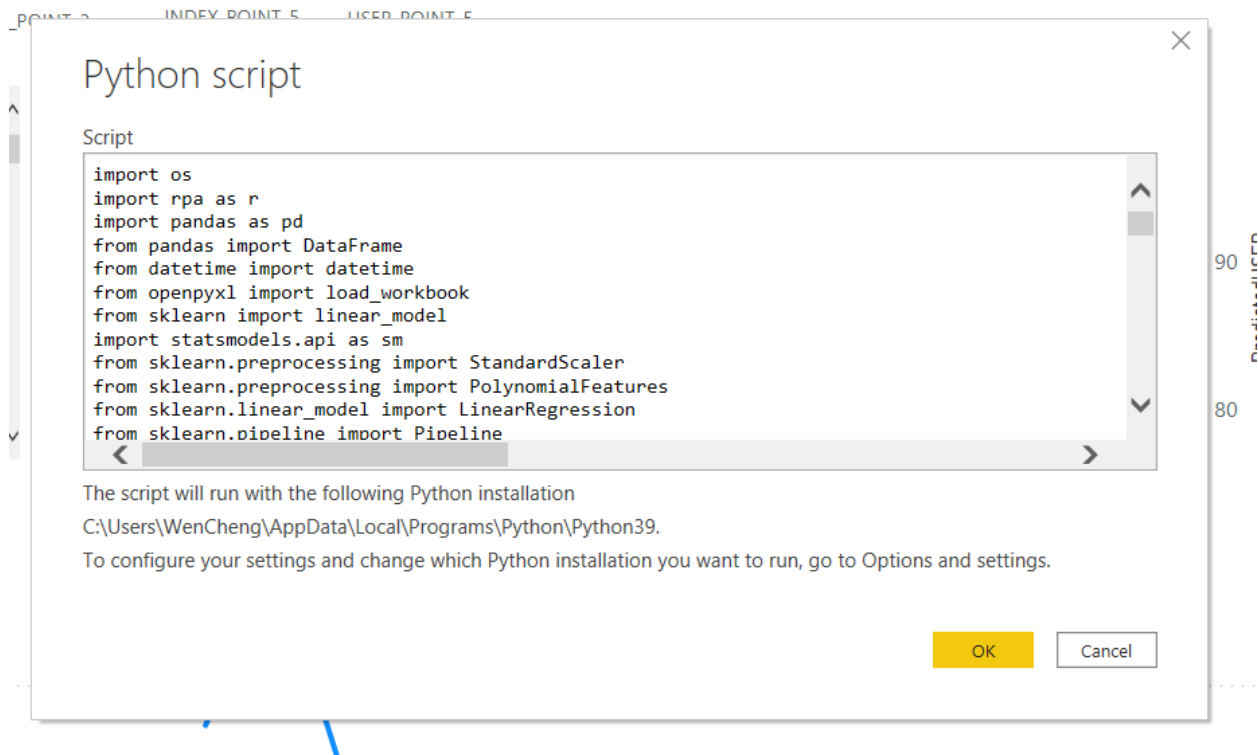 INDEX_POINT_5 USER_POINT_5
Python script
Script
import os
import rpa as r
import pandas as pd
from pandas import DataFrame
from datetime import datetime
from openpyxl import load_workbook
from sklearn import linear_model
import statsmodels.api as sm
from sklearn.preprocessing import StandardScaler
from sklearn.preprocessing import PolynomialFeatures
from sklearn.linear_model import LinearRegression
from sklearn.pipeline import Pipeline
The script will run with the following Python installation
C:\Users\WenCheng\AppData\Local\Programs\Python\Python39.
To configure your settings and change which Python installation you want to run, go to Options and settings.
OK Cancel
90
80
PredictedUSER